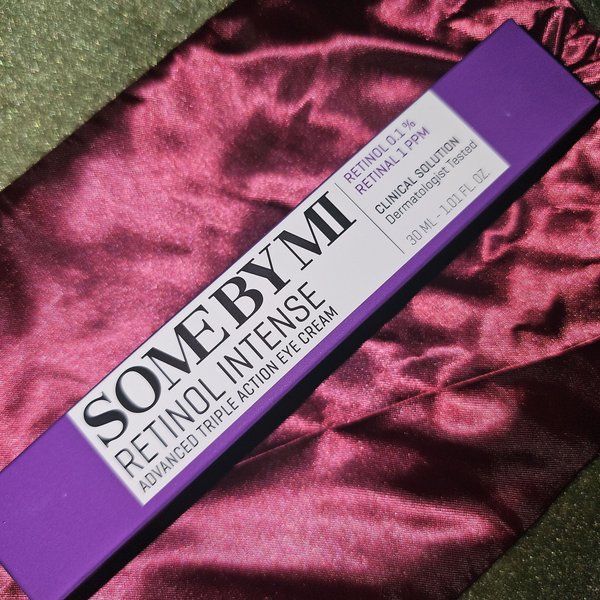 SOME BY MI
RETINOL INTENSE
ADVANCED TRIPLE ACTION EYE CREAM
RETINOL 0.1%
RETINAL 1 PPM
CLINICAL SOLUTION
Dermatologist Tested
30 ML - 1.01 FL. OZ.